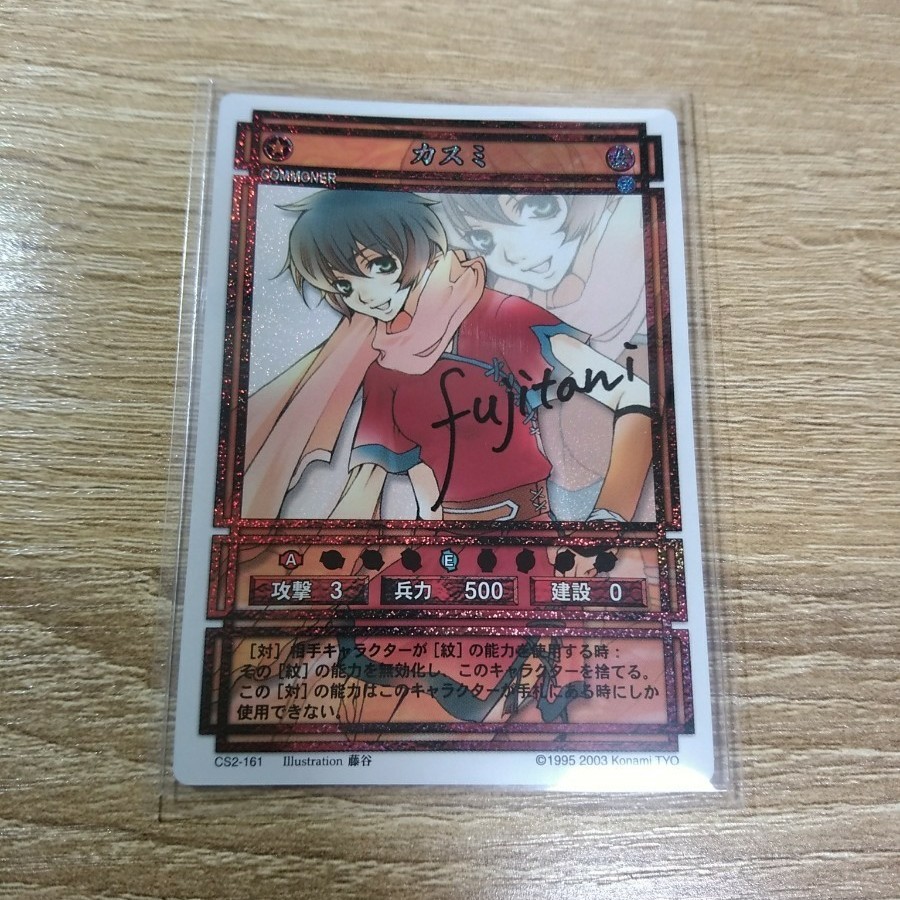 カスミ
女
COMMONER
fujitani
A E
攻撃 3 兵力 500 建設 0
[対] 相手キャラクターが [紋] の能力を使用する時：
その [紋] の能力を無効化し、このキャラクターを捨てる。
この [対] の能力はこのキャラクターが手札にある時にしか
使用できない。
CS2-161 Illustration 藤谷 ©1995 2003 Konami TYO